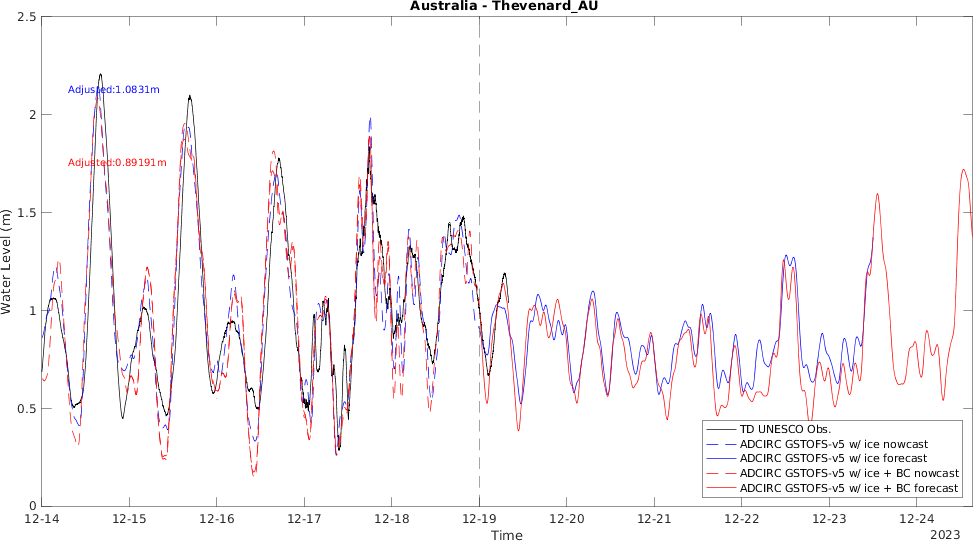 Australia - Thevenard_AU
2.5
2
1.5
1
0.5
0
Water Level (m)
Adjusted:1.0831m
Adjusted:0.89191m
TD UNESCO Obs.
ADCIRC GSTOFS-v5 w/ ice nowcast
ADCIRC GSTOFS-v5 w/ ice forecast
ADCIRC GSTOFS-v5 w/ ice + BC nowcast
ADCIRC GSTOFS-v5 w/ ice + BC forecast
12-14 12-15 12-16 12-17 12-18 12-19 12-20 12-21 12-22 12-23 12-24
Time
2023